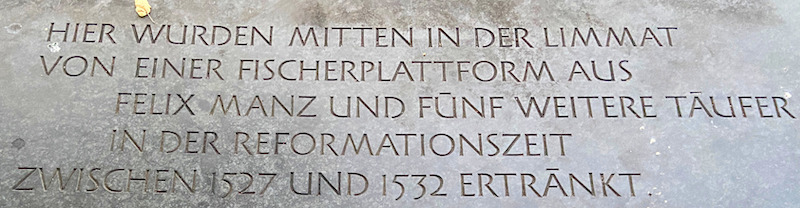 HIER WURDEN MITTEN IN DER LIMMAT
VON EINER FISCHERPLATTFORM AUS
FELIX MANZ UND FÜNF WEITERE TÄUFER
IN DER REFORMATIONSZEIT
ZWISCHEN 1527 UND 1532 ERTRÄNKT.